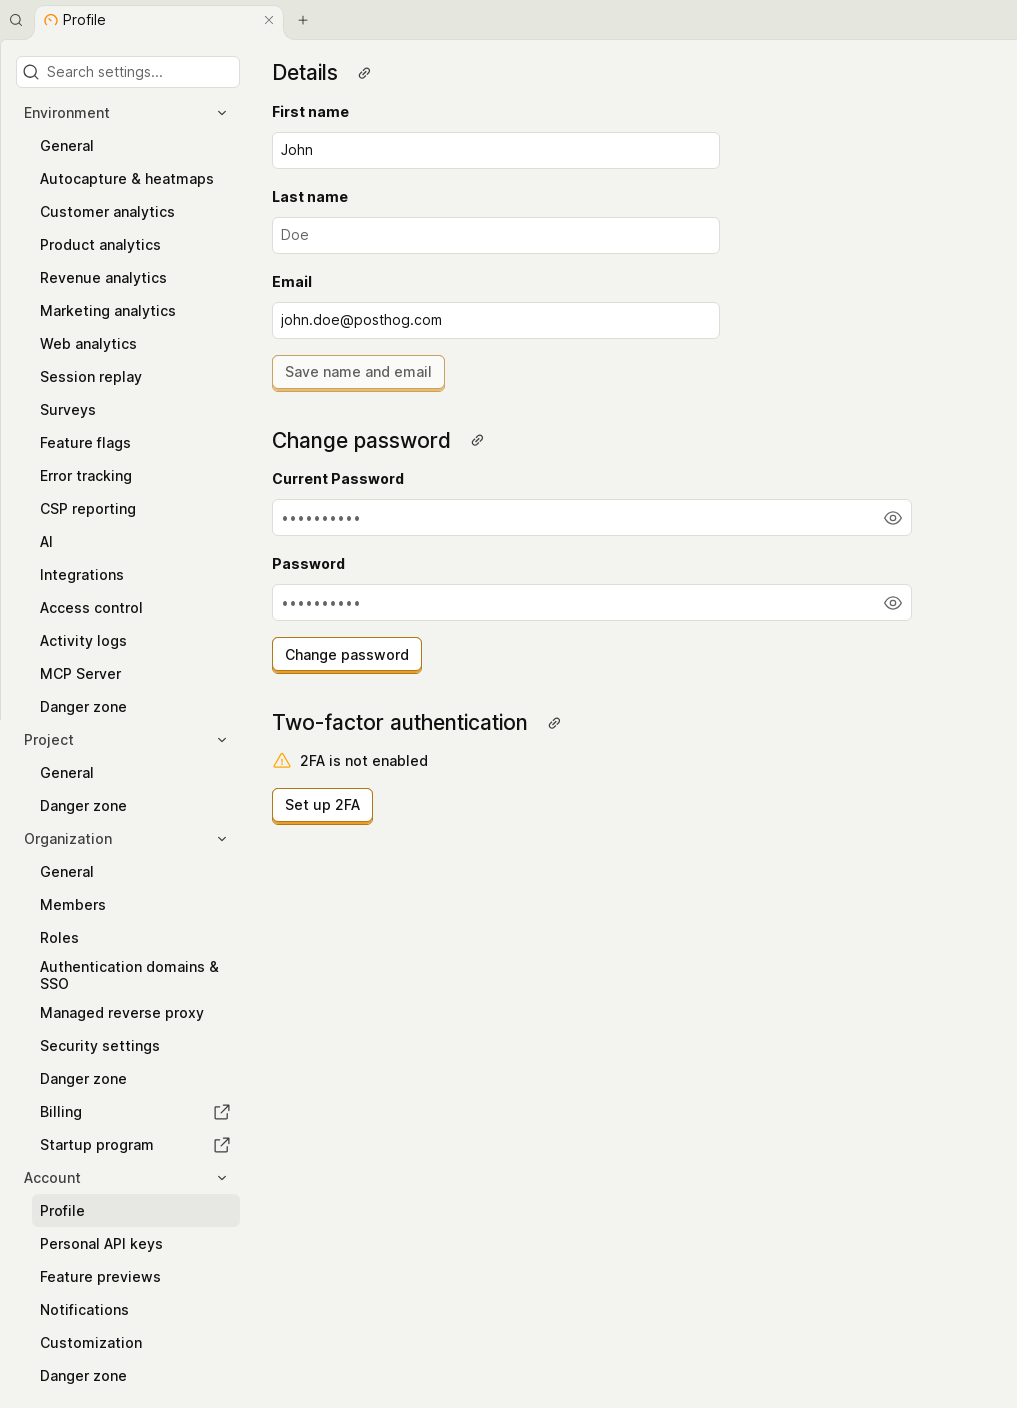 Profile
Search settings...
Environment
General
Autocapture & heatmaps
Customer analytics
Product analytics
Revenue analytics
Marketing analytics
Web analytics
Session replay
Surveys
Feature flags
Error tracking
CSP reporting
AI
Integrations
Access control
Activity logs
MCP Server
Danger zone
Project
General
Danger zone
Organization
General
Members
Roles
Authentication domains &
SSO
Managed reverse proxy
Security settings
Danger zone
Billing
Startup program
Account
Profile
Personal API keys
Feature previews
Notifications
Customization
Danger zone
Details
First name
John
Last name
Doe
Email
john.doe@posthog.com
Save name and email
Change password
Current Password
••••••••••
Password
••••••••••
Change password
Two-factor authentication
2FA is not enabled
Set up 2FA